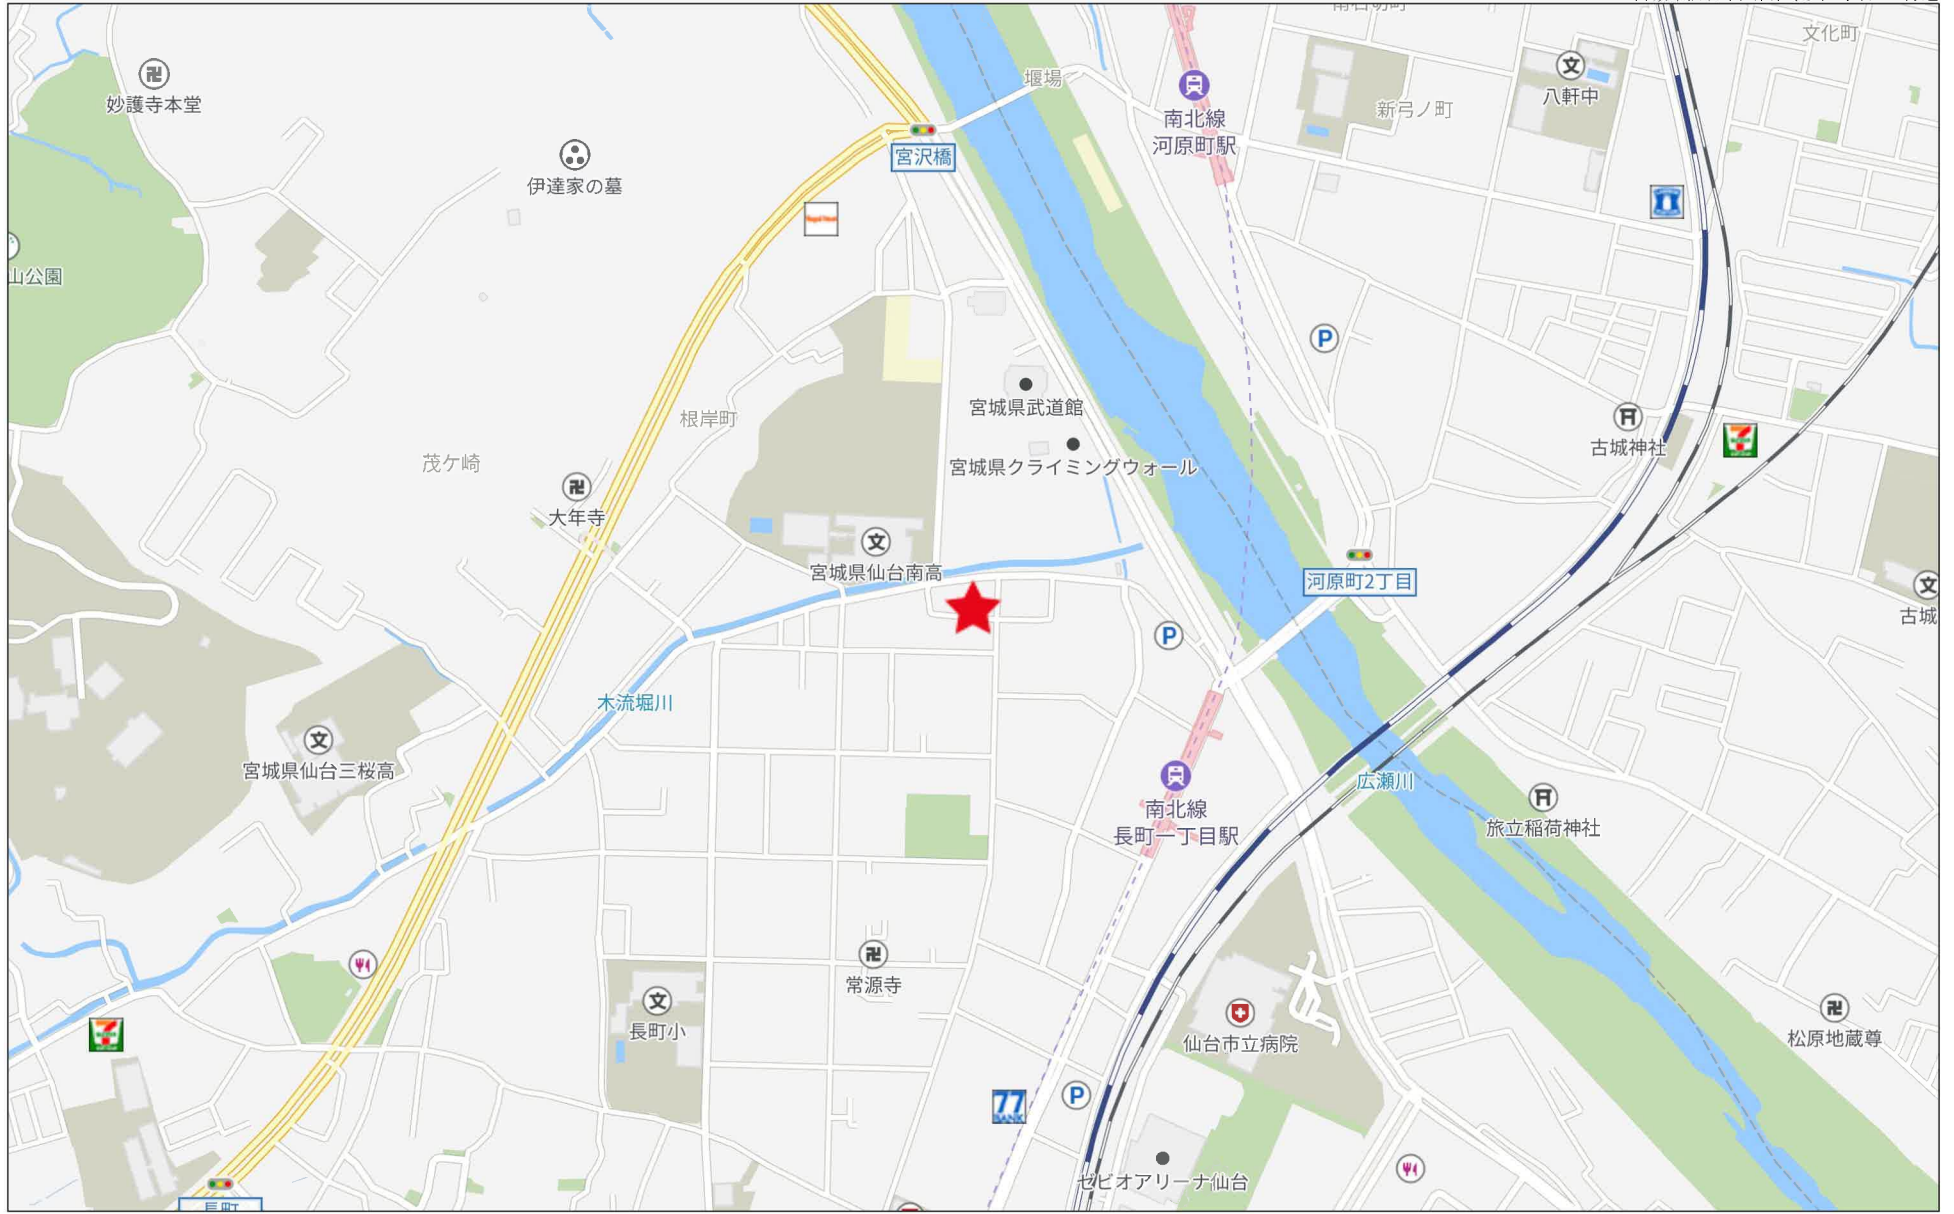 文化町
妙護寺本堂
堰場
八軒中
新弓ノ町
南北線
河原町駅
宮沢橋
伊達家の墓
山公園
宮城県武道館
根岸町
古城神社
茂ケ崎
宮城県クライミングウォール
大年寺
宮城県仙台南高
河原町2丁目
古城
P
P
木流堀川
宮城県仙台三桜高
広瀬川
南北線
長町一丁目駅
旅立稲荷神社
常源寺
長町小
仙台市立病院
松原地蔵尊
77
BANK
P
ゼビオアリーナ仙台
長町